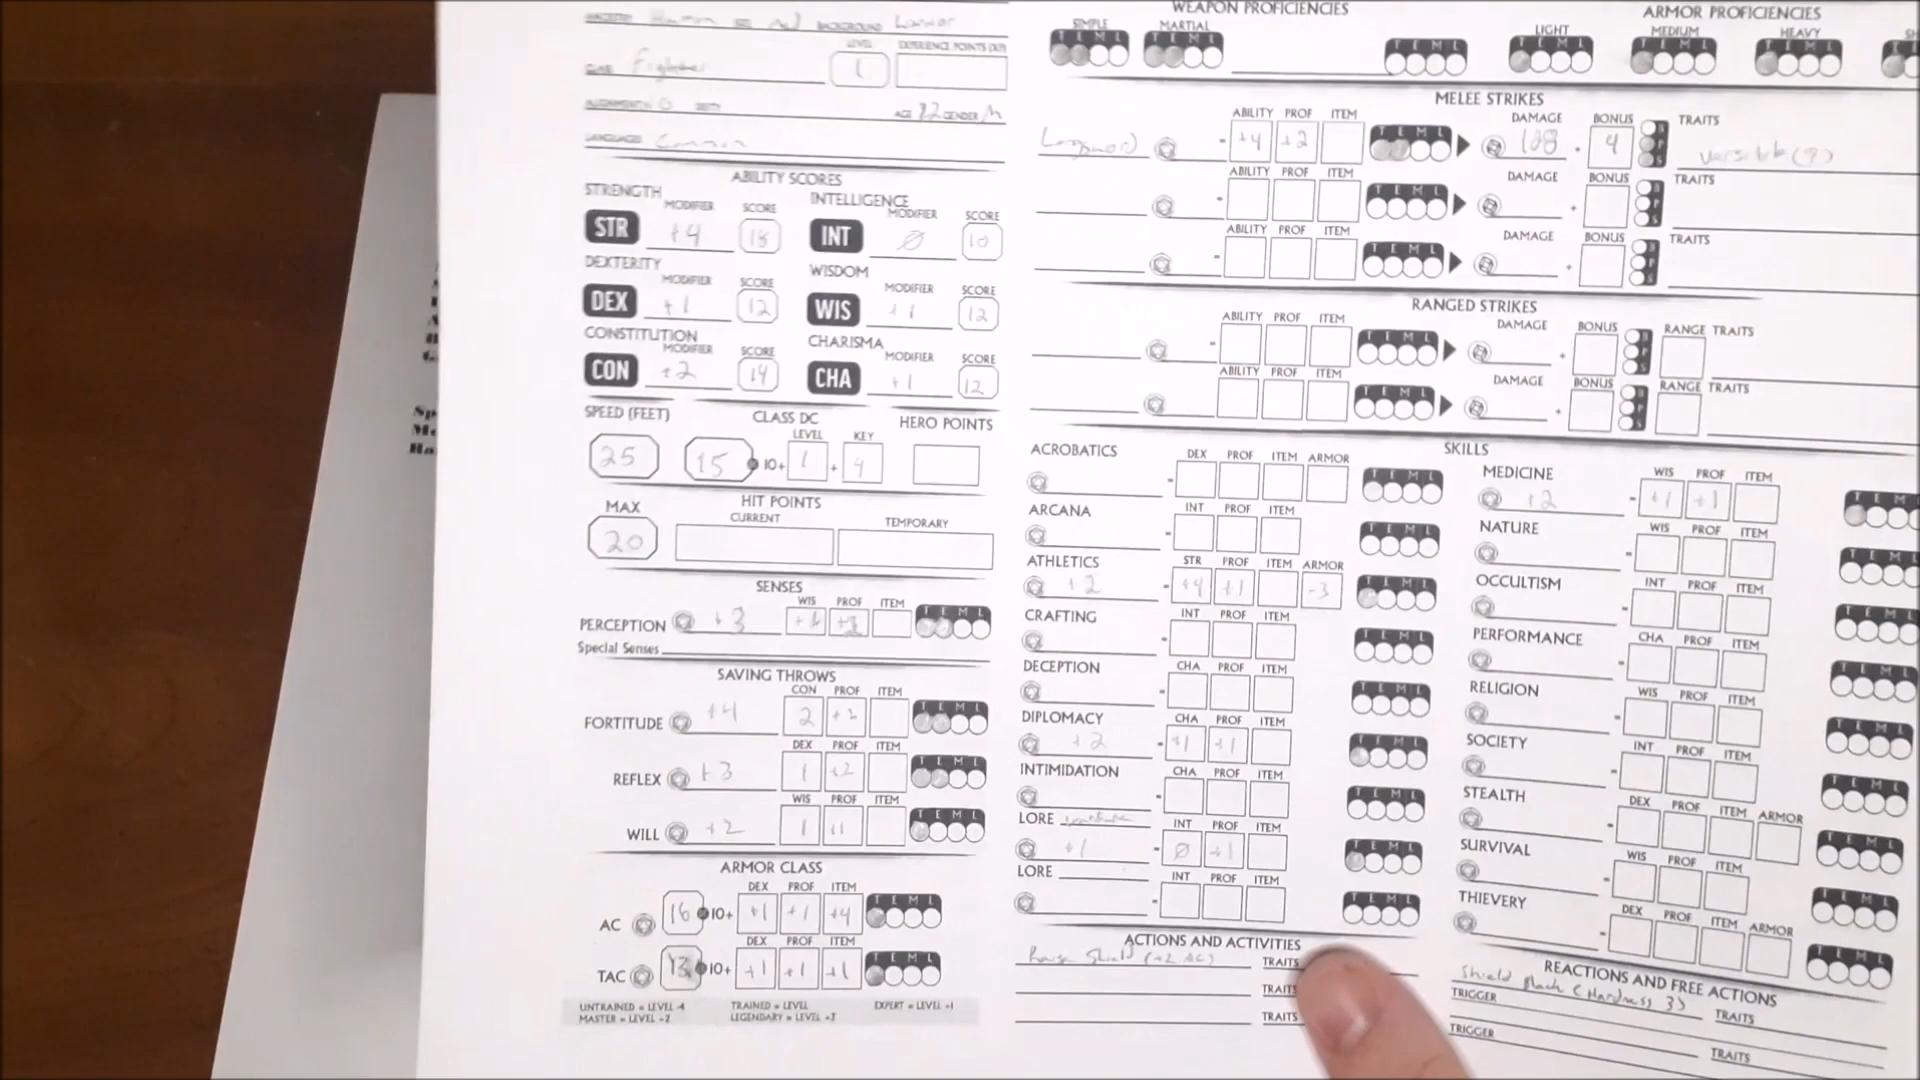 WEAPON PROFICIENCIES
ARMOR PROFICIENCIES
SIMPLE MARTIAL LIGHT MEDIUM HEAVY
T E M L T E M L T E M L T E M L T E M L T E M L
Human BACKGROUND
CLASS Fighter LEVEL 1 EXPERIENCE POINTS (XP)
ALIGNMENT DEITY AGE 22 GENDER M
LANGUAGES Common
ABILITY SCORES
STRENGTH MODIFIER SCORE INTELLIGENCE MODIFIER SCORE
STR +4 18 INT Ø 10
DEXTERITY MODIFIER SCORE WISDOM MODIFIER SCORE
DEX +1 12 WIS +1 12
CONSTITUTION MODIFIER SCORE CHARISMA MODIFIER SCORE
CON +2 14 CHA +1 12
SPEED (FEET) CLASS DC HERO POINTS
LEVEL KEY
25 15 10+ 1 + 4
HIT POINTS
MAX CURRENT TEMPORARY
20
SENSES
WIS PROF ITEM
PERCEPTION +3 T E M L
Special Senses
SAVING THROWS
CON PROF ITEM
FORTITUDE +4 2 +2 T E M L
DEX PROF ITEM
REFLEX +3 1 +2 T E M L
WIS PROF ITEM
WILL +2 1 T E M L
ARMOR CLASS
DEX PROF ITEM
AC 16 10+ +1 +1 +4 T E M L
DEX PROF ITEM
TAC 13 10+ +1 +1 +1 T E M L
UNTRAINED = LEVEL -4 TRAINED = LEVEL EXPERT = LEVEL +1
MASTER = LEVEL +2 LEGENDARY = LEVEL +3
MELEE STRIKES
ABILITY PROF ITEM DAMAGE BONUS TRAITS
Longsword = +4 +2 T E M L 1d8 + 4 B P S
ABILITY PROF ITEM DAMAGE BONUS TRAITS
= T E M L + B P S
ABILITY PROF ITEM DAMAGE BONUS TRAITS
= T E M L + B P S
RANGED STRIKES
ABILITY PROF ITEM DAMAGE BONUS RANGE TRAITS
= T E M L + B P S
ABILITY PROF ITEM DAMAGE BONUS RANGE TRAITS
= T E M L + B P S
SKILLS
ACROBATICS DEX PROF ITEM ARMOR
= T E M L
ARCANA INT PROF ITEM
= T E M L
ATHLETICS STR PROF ITEM ARMOR
+2 = +4 +1 -3 T E M L
CRAFTING INT PROF ITEM
= T E M L
DECEPTION CHA PROF ITEM
= T E M L
DIPLOMACY CHA PROF ITEM
+2 = +1 +1 T E M L
INTIMIDATION CHA PROF ITEM
= T E M L
LORE INT PROF ITEM
+1 = Ø +1 T E M L
LORE INT PROF ITEM
= T E M L
MEDICINE WIS PROF ITEM
+2 = +1 +1 T E M
NATURE WIS PROF ITEM
= T E M L
OCCULTISM INT PROF ITEM
= T E M L
PERFORMANCE CHA PROF ITEM
= T E M L
RELIGION WIS PROF ITEM
= T E M L
SOCIETY INT PROF ITEM
= T E M L
STEALTH DEX PROF ITEM ARMOR
= T E M L
SURVIVAL WIS PROF ITEM
= T E M L
THIEVERY DEX PROF ITEM ARMOR
= T E M L
ACTIONS AND ACTIVITIES
Raise Shield (+2 AC) TRAITS
TRAITS
TRAITS
REACTIONS AND FREE ACTIONS
Shield Block (Hardness 3)
TRIGGER TRAITS
TRIGGER TRAITS